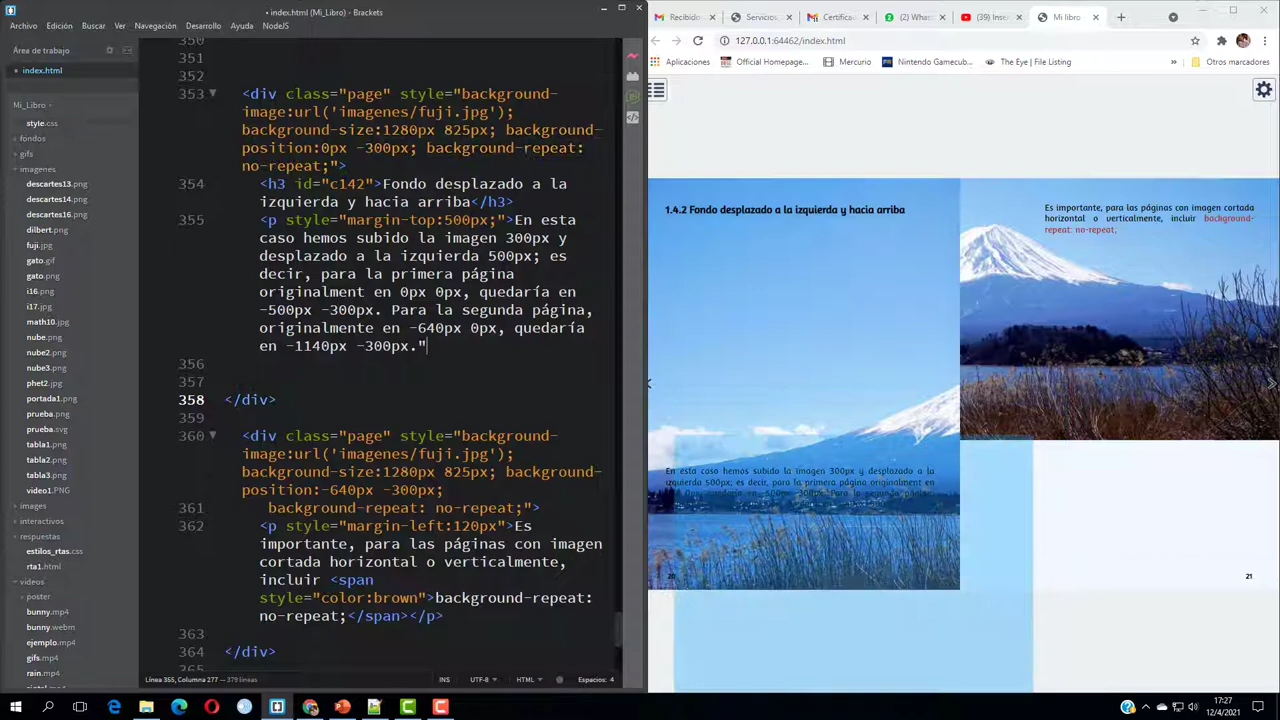 • index.html (Mi_Libro) - Brackets
Archivo Edición Buscar Ver Navegación Desarrollo Ayuda NodeJS
Área de trabajo
• index.html
Mi_Libro
style.css
fondos
gifs
imagenes
descartes13.png
descartes14.png
descartes16.png
dilbert.png
fuji.jpg
gato.gif
gato.png
i16.png
i17.jpg
math10.jpg
nube.png
nube2.png
nube3.png
phet2.jpg
portada1.png
prueba.png
prueba.svg
tabla1.png
tabla2.png
tabla3.png
video1.PNG
images
interactivos
respuestas
estilos_rtas.css
rta1.html
videos
poster
bunny.mp4
bunny.webm
ejemplo.mp4
gifs.mp4
rain.mp4
350
351
352
353 <div class="page" style="background-
image:url('imagenes/fuji.jpg');
background-size:1280px 825px; background-
position:0px -300px; background-repeat:
no-repeat;">
354 <h3 id="c142">Fondo desplazado a la
izquierda y hacia arriba</h3>
355 <p style="margin-top:500px;">En esta
caso hemos subido la imagen 300px y
desplazado a la izquierda 500px; es
decir, para la primera página
originalment en 0px 0px, quedaría en
-500px -300px. Para la segunda página,
originalmente en -640px 0px, quedaría
en -1140px -300px."
356
357
358 </div>
359
360 <div class="page" style="background-
image:url('imagenes/fuji.jpg');
background-size:1280px 825px; background-
position:-640px -300px;
361 background-repeat: no-repeat;">
362 <p style="margin-left:120px">Es
importante, para las páginas con imagen
cortada horizontal o verticalmente,
incluir <span
style="color:brown">background-repeat:
no-repeat;</span></p>
363
364 </div>
365
Línea 355, Columna 277 — 379 líneas
INS UTF-8 HTML Espacios: 4
Recibido Servicios Certifica (2) Whats (39) Inse Mi libro
127.0.0.1:64462/index.html
Aplicaciones Official Homepage... Mercurio Nintendo Gamecub... The Eye | File Listing » Otros marcadores
1.4.2 Fondo desplazado a la izquierda y hacia arriba
En esta caso hemos subido la imagen 300px y desplazado a la
izquierda 500px; es decir, para la primera página originalment en
20
Es importante, para las páginas con imagen cortada
horizontal o verticalmente, incluir background-
repeat: no-repeat;
21
17:27
12/4/2021